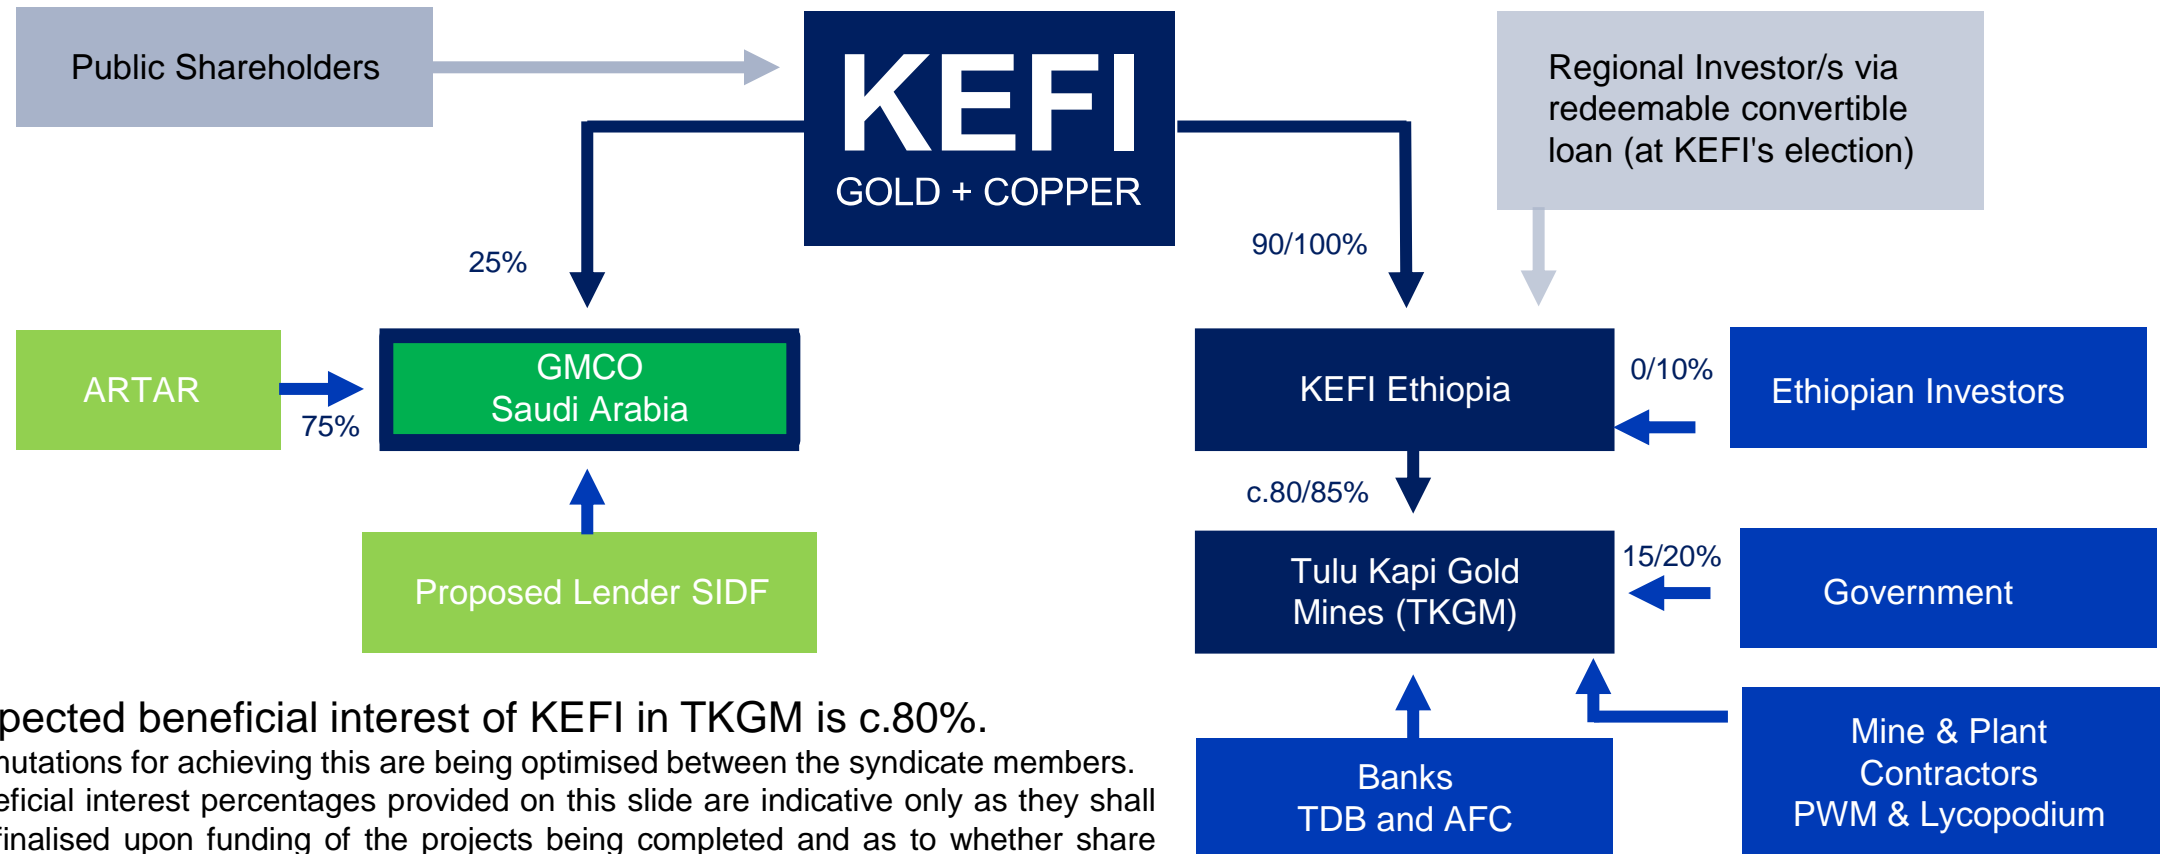 Public Shareholders
KEFI
GOLD + COPPER
Regional Investor/s via
redeemable convertible
loan (at KEFI's election)
25%
90/100%
ARTAR
75%
GMCO
Saudi Arabia
KEFI Ethiopia
0/10%
Ethiopian Investors
c.80/85%
Proposed Lender SIDF
Tulu Kapi Gold
Mines (TKGM)
15/20%
Government
beneficial interest of KEFI in TKGM is c.80%.
for achieving this are being optimised between the syndicate members.
interest percentages provided on this slide are indicative only as they shall
finalised upon funding of the projects being completed and as to whether share
Banks
TDB and AFC
Mine & Plant
Contractors
PWM & Lycopodium